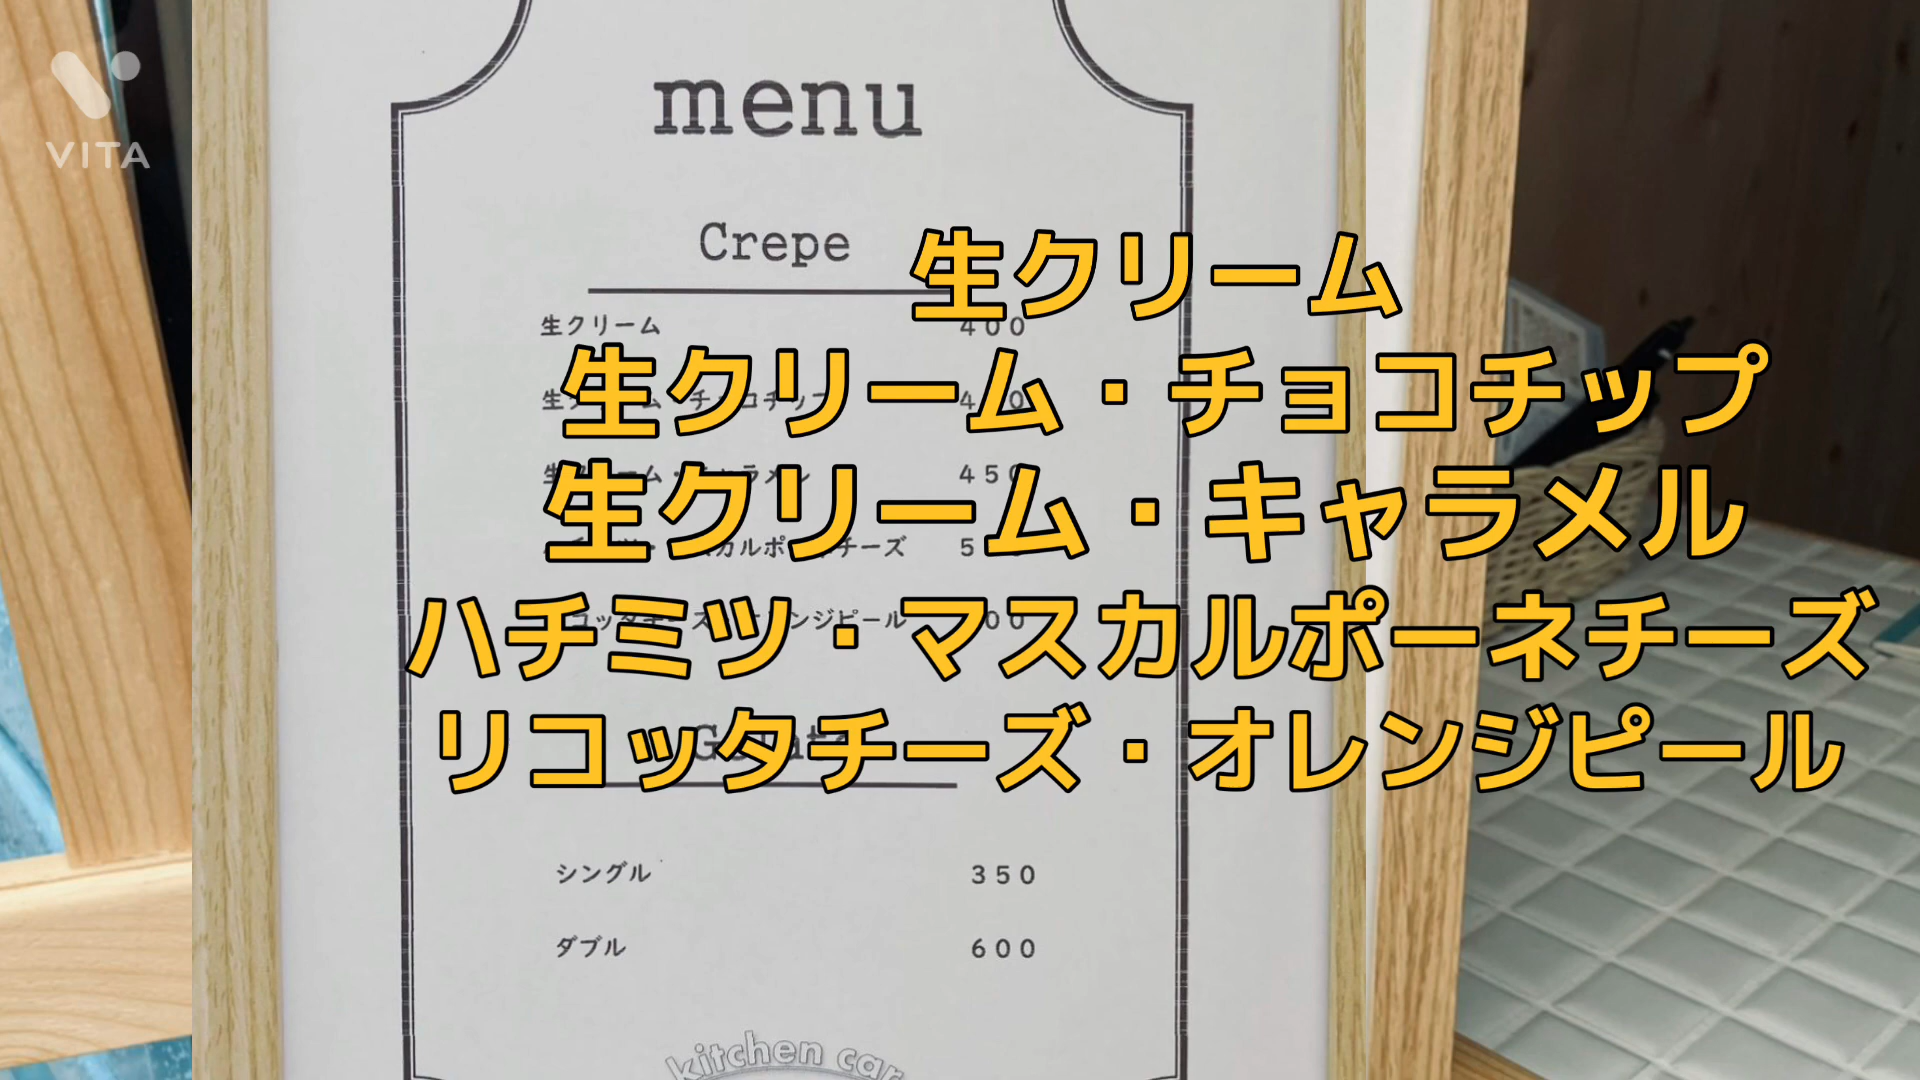 VITA
menu
Crepe
生クリーム
生クリーム 400
生クリーム・チョコチップ
生クリーム・キャラメル
450
ハチミツ・マスカルポーネチーズ
リコッタチーズ・オレンジピール
シングル 350
ダブル 600
kitchen car